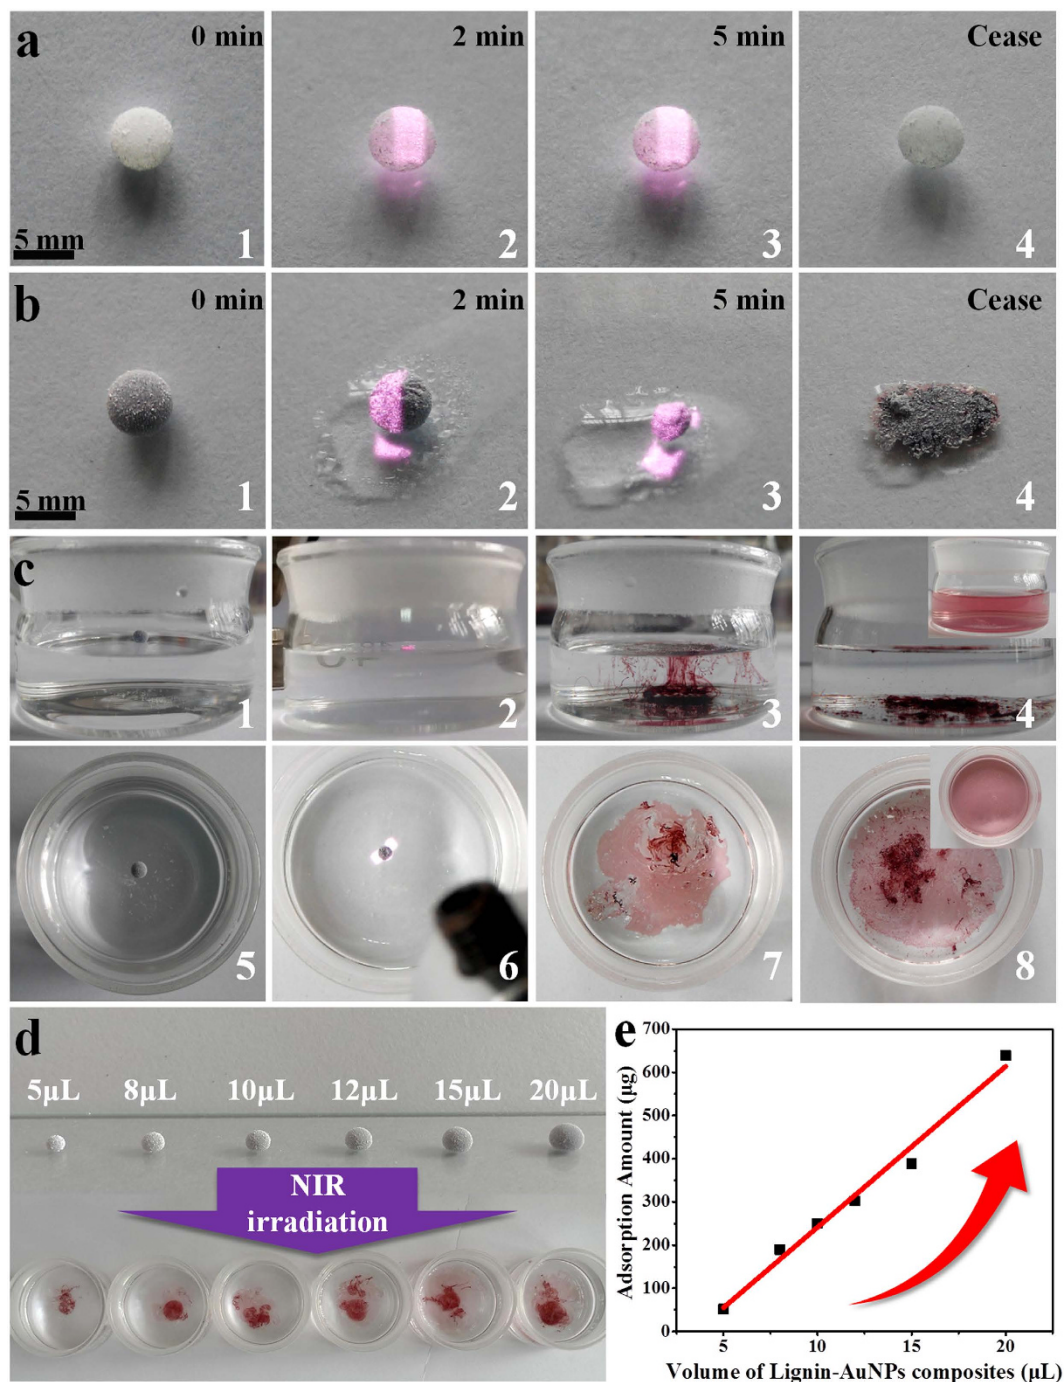 a
0 min
2 min
5 min
Cease
5 mm
1
2
3
4
b
0 min
2 min
5 min
Cease
5 mm
1
2
3
4
c
1
2
3
4
5
6
7
8
d
5μL 8μL 10μL 12μL 15μL 20μL
NIR
irradiation
e
Adsorption Amount (μg)
700
600
500
400
300
200
100
0
5 10 15 20
Volume of Lignin-AuNPs composites (μL)